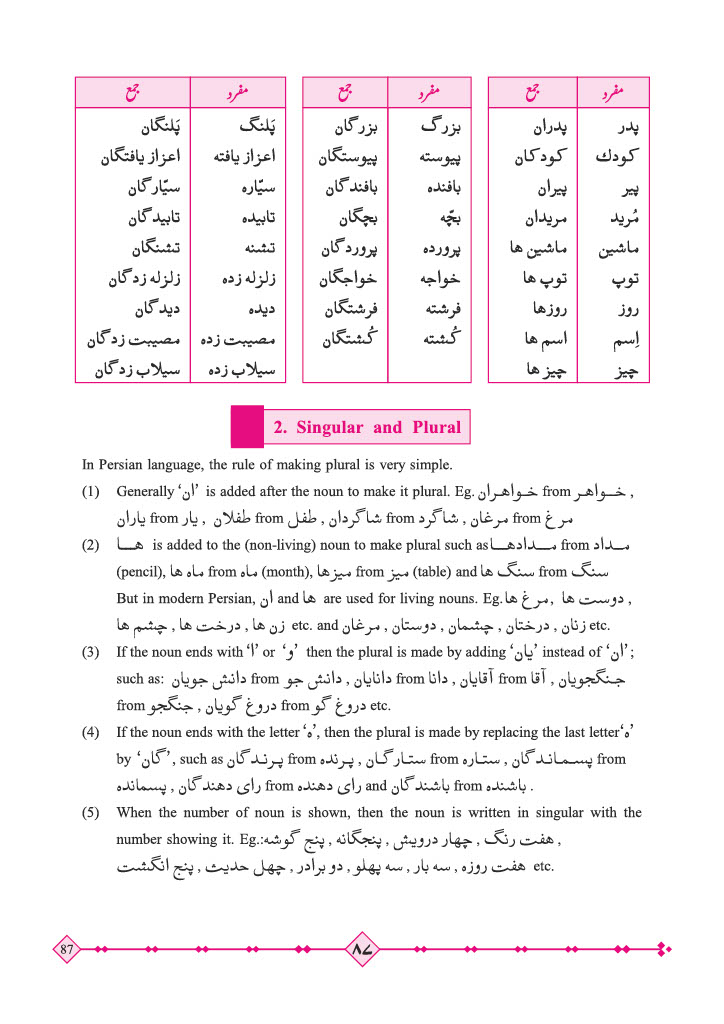 مفرد جمع
پدر پدران
کودك کودکان
پیر پیران
مُرید مریدان
ماشین ماشین ها
توپ توپ ها
روز روزها
اِسم اسم ها
چیز چیز ها
مفرد جمع
بزرگ بزرگان
پیوسته پیوستگان
بافنده بافندگان
بچّه بچگان
پرورده پروردگان
خواجه خواجگان
فرشته فرشتگان
کُشته کُشتگان
مفرد جمع
پَلنگ پَلنگان
اعزاز یافته اعزاز یافتگان
سیّاره سیّارگان
تابیده تابیدگان
تشنه تشنگان
زلزله زده زلزله زدگان
دیده دیدگان
مصیبت زده مصیبت زدگان
سیلاب زده سیلاب زدگان
2. Singular and Plural
In Persian language, the rule of making plural is very simple.
(1) Generally ‘ان’ is added after the noun to make it plural. Eg. خـواهـران from خــواهـر ,
یاران from یار , طفلان from طفل , شاگردان from شاگرد , مرغان from مرغ
(2) هــا is added to the (non-living) noun to make plural such as مــدادهــا from مــداد
(pencil), ماه ها from ماه (month), میزها from میز (table) and سنگ ها from سنگ
But in modern Persian, ان and ها are used for living nouns. Eg. مرغ ها , دوست ها ,
چشم ها , درخت ها , زن ها etc. and مرغان , دوستان , چشمان , درختان , زنان etc.
(3) If the noun ends with ‘ا’ or ‘و’ then the plural is made by adding ‘یان’ instead of ‘ان’;
such as: دانش جویان from دانش جو , دانایان from دانا , آقایان from آقا , جـنگجویان
from جنگجو , دروغ گویان from دروغ گو etc.
(4) If the noun ends with the letter ‘ه’, then the plural is made by replacing the last letter ‘ه’
by ‘گان’, such as پـرنـدگان from پـرنده , ستـارگـان from ستـاره , پسـمـانـدگان from
پسمانده , رای دهندگان from رای دهنده and باشندگان from باشنده .
(5) When the number of noun is shown, then the noun is written in singular with the
number showing it. Eg.: پنج گوشه , پنجگانه , چهار درویش , هفت رنگ ,
پنج انگشت , چهل حدیث , دو برادر , سه پهلو , سه بار , هفت روزه etc.
87
۸۷